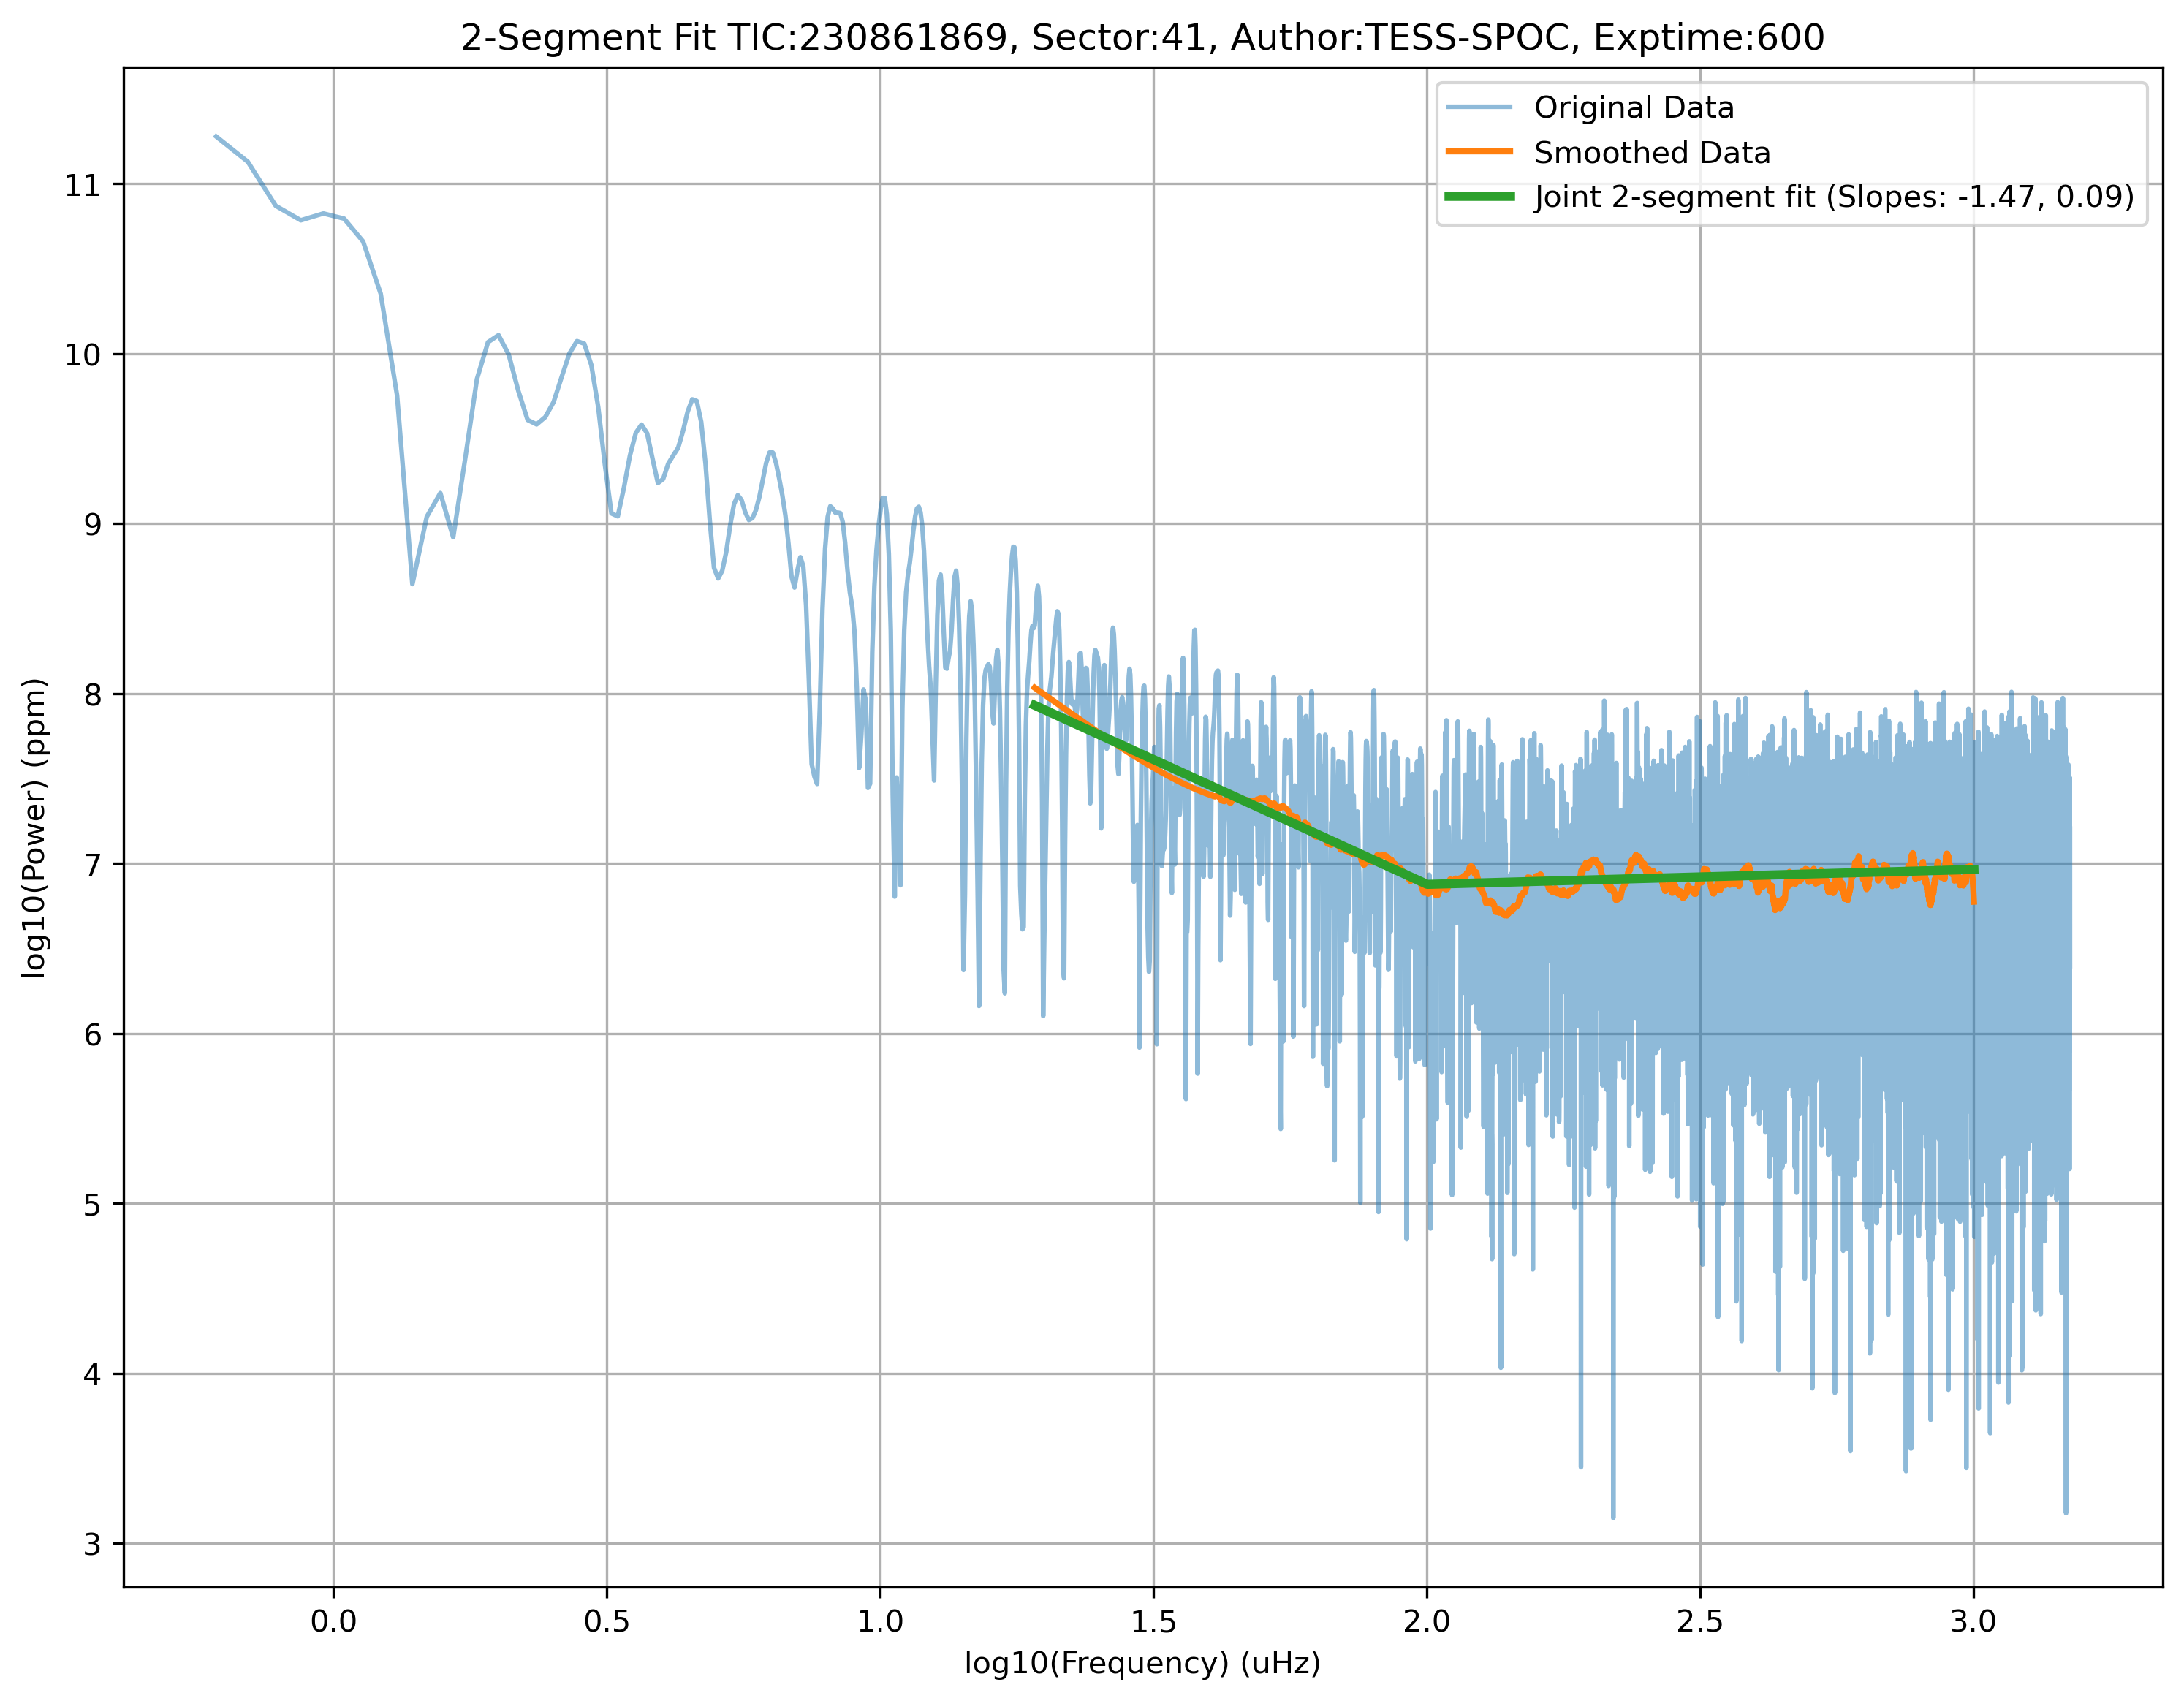 2-Segment Fit TIC:230861869, Sector:41, Author:TESS-SPOC, Exptime:600
Original Data
Smoothed Data
Joint 2-segment fit (Slopes: -1.47, 0.09)
log10(Power) (ppm)
11
10
9
8
7
6
5
4
3
0.0 0.5 1.0 1.5 2.0 2.5 3.0
log10(Frequency) (uHz)